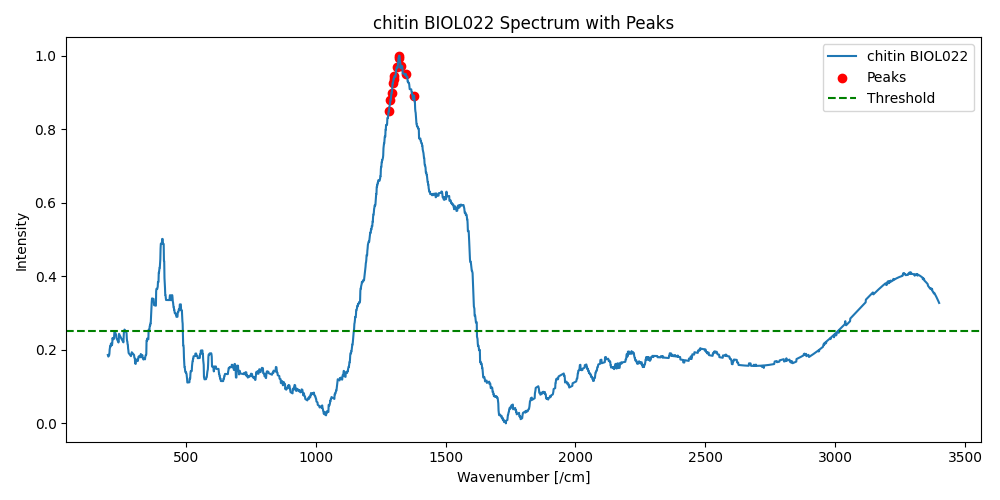 chitin BIOL022 Spectrum with Peaks
chitin BIOL022
Peaks
Threshold
Intensity
1.0
0.8
0.6
0.4
0.2
0.0
500 1000 1500 2000 2500 3000 3500
Wavenumber [/cm]